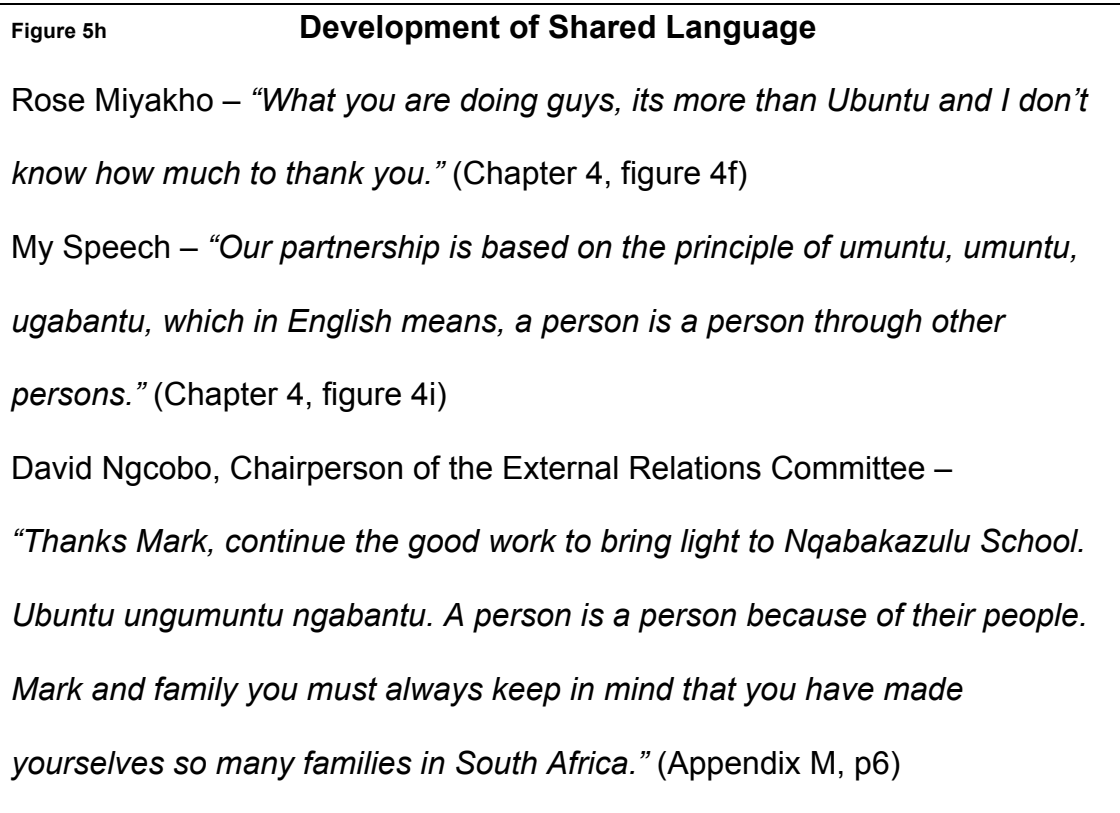 Figure 5h Development of Shared Language
Rose Miyakho – “What you are doing guys, its more than Ubuntu and I don’t
know how much to thank you.” (Chapter 4, figure 4f)
My Speech – “Our partnership is based on the principle of umuntu, umuntu,
ugabantu, which in English means, a person is a person through other
persons.” (Chapter 4, figure 4i)
David Ngcobo, Chairperson of the External Relations Committee –
“Thanks Mark, continue the good work to bring light to Nqabakazulu School.
Ubuntu ungumuntu ngabantu. A person is a person because of their people.
Mark and family you must always keep in mind that you have made
yourselves so many families in South Africa.” (Appendix M, p6)